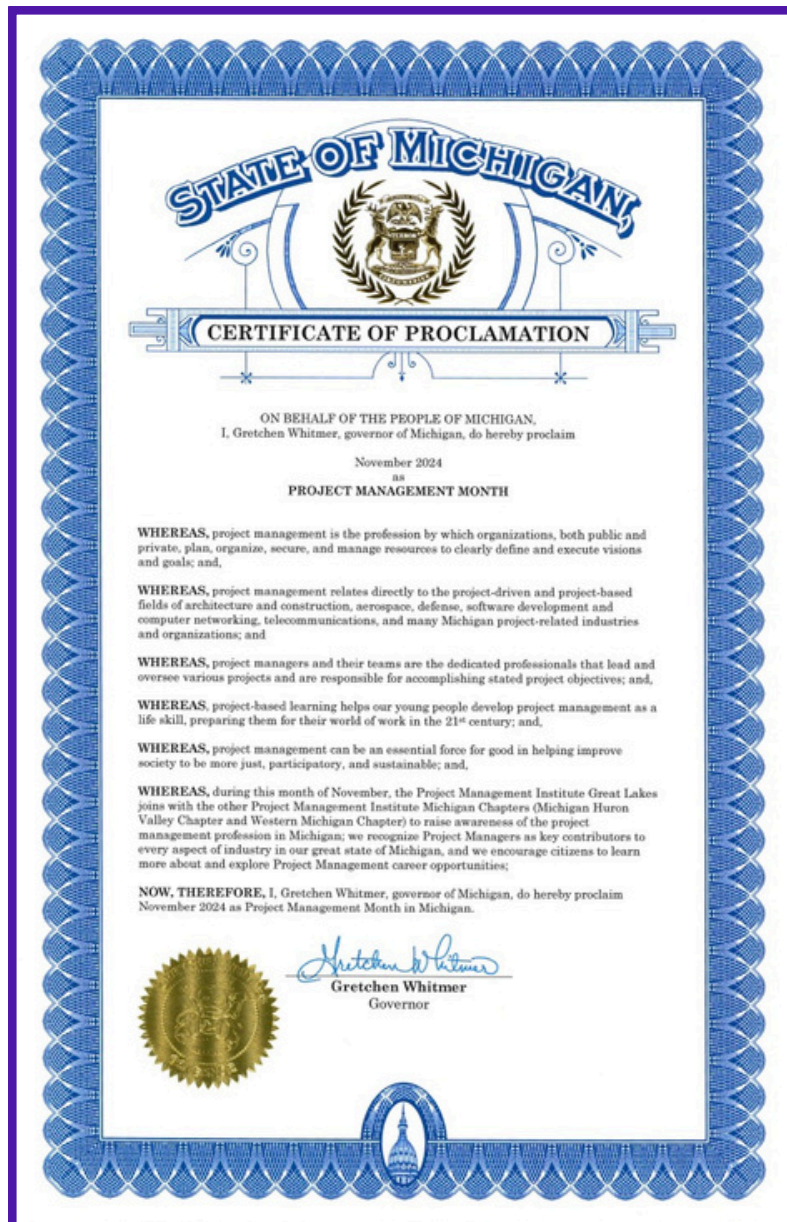 STATE OF MICHIGAN,
CERTIFICATE OF PROCLAMATION
ON BEHALF OF THE PEOPLE OF MICHIGAN,
I, Gretchen Whitmer, governor of Michigan, do hereby proclaim
November 2024
as
PROJECT MANAGEMENT MONTH
WHEREAS, project management is the profession by which organizations, both public and
private, plan, organize, secure, and manage resources to clearly define and execute visions
and goals; and,
WHEREAS, project management relates directly to the project-driven and project-based
fields of architecture and construction, aerospace, defense, software development and
computer networking, telecommunications, and many Michigan project-related industries
and organizations; and
WHEREAS, project managers and their teams are the dedicated professionals that lead and
oversee various projects and are responsible for accomplishing stated project objectives; and,
WHEREAS, project-based learning helps our young people develop project management as a
life skill, preparing them for their world of work in the 21st century; and,
WHEREAS, project management can be an essential force for good in helping improve
society to be more just, participatory, and sustainable; and,
WHEREAS, during this month of November, the Project Management Institute Great Lakes
joins with the other Project Management Institute Michigan Chapters (Michigan Huron
Valley Chapter and Western Michigan Chapter) to raise awareness of the project
management profession in Michigan; we recognize Project Managers as key contributors to
every aspect of industry in our great state of Michigan, and we encourage citizens to learn
more about and explore Project Management career opportunities;
NOW, THEREFORE, I, Gretchen Whitmer, governor of Michigan, do hereby proclaim
November 2024 as Project Management Month in Michigan.
Gretchen Whitmer
Gretchen Whitmer
Governor